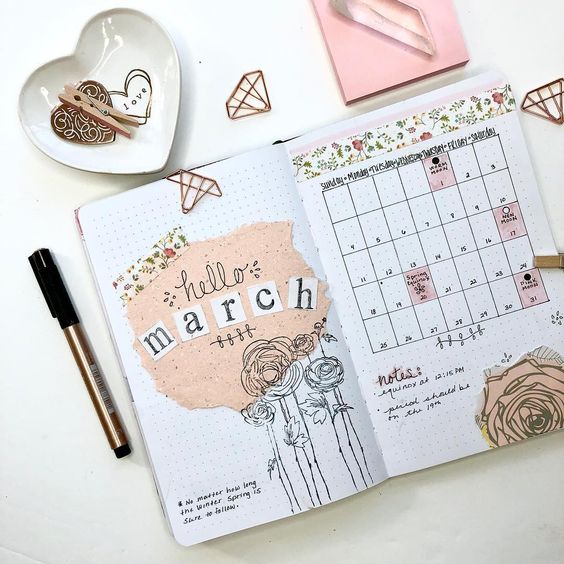 love
hello
march
* No matter how long
the winter Spring is
sure to follow.
Sunday • Monday • Tuesday • Wednesday • Thursday • Friday • Saturday
Worm
Moon
1 2 3
4 5 6 7 8 9 10
New
Moon
11 12 13 14 15 16 17
Spring
Equinox
18 19 20 21 22 23 24
Moon
25 26 27 28 29 30 31
notes:
equinox at 12:15 PM
• period should be
on the 19th